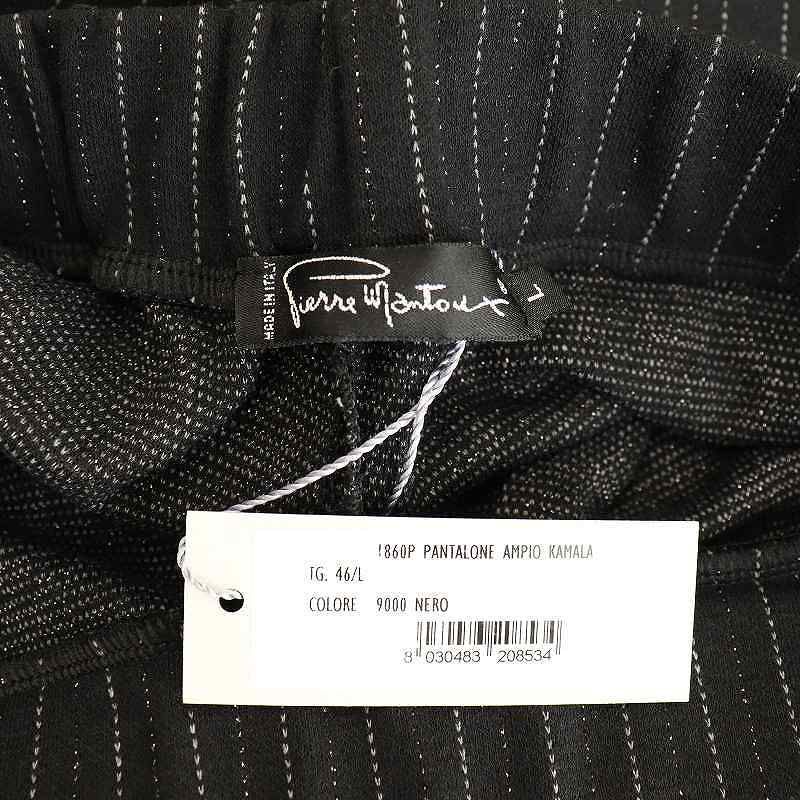 MADE IN ITALY
Pierre Mantoux
L
1860P PANTALONE AMPIO KAMALA
TG. 46/L
COLORE 9000 NERO
8 030483 208534